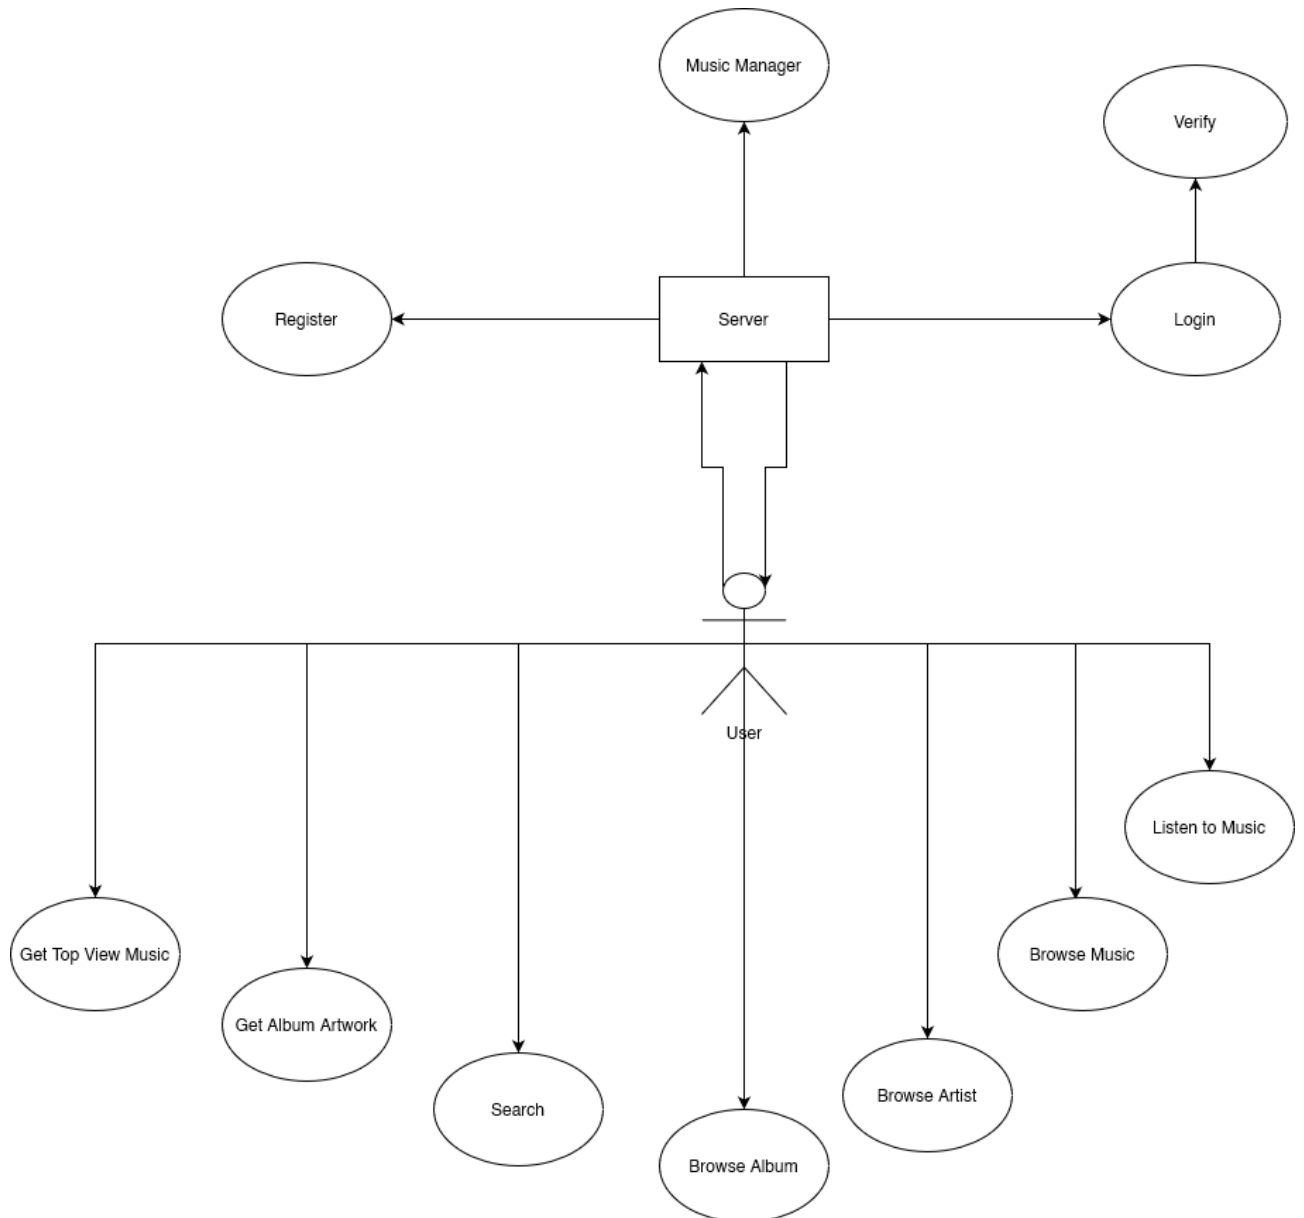 Music Manager
Verify
Register
Server
Login
User
Listen to Music
Get Top View Music
Browse Music
Get Album Artwork
Browse Artist
Search
Browse Album